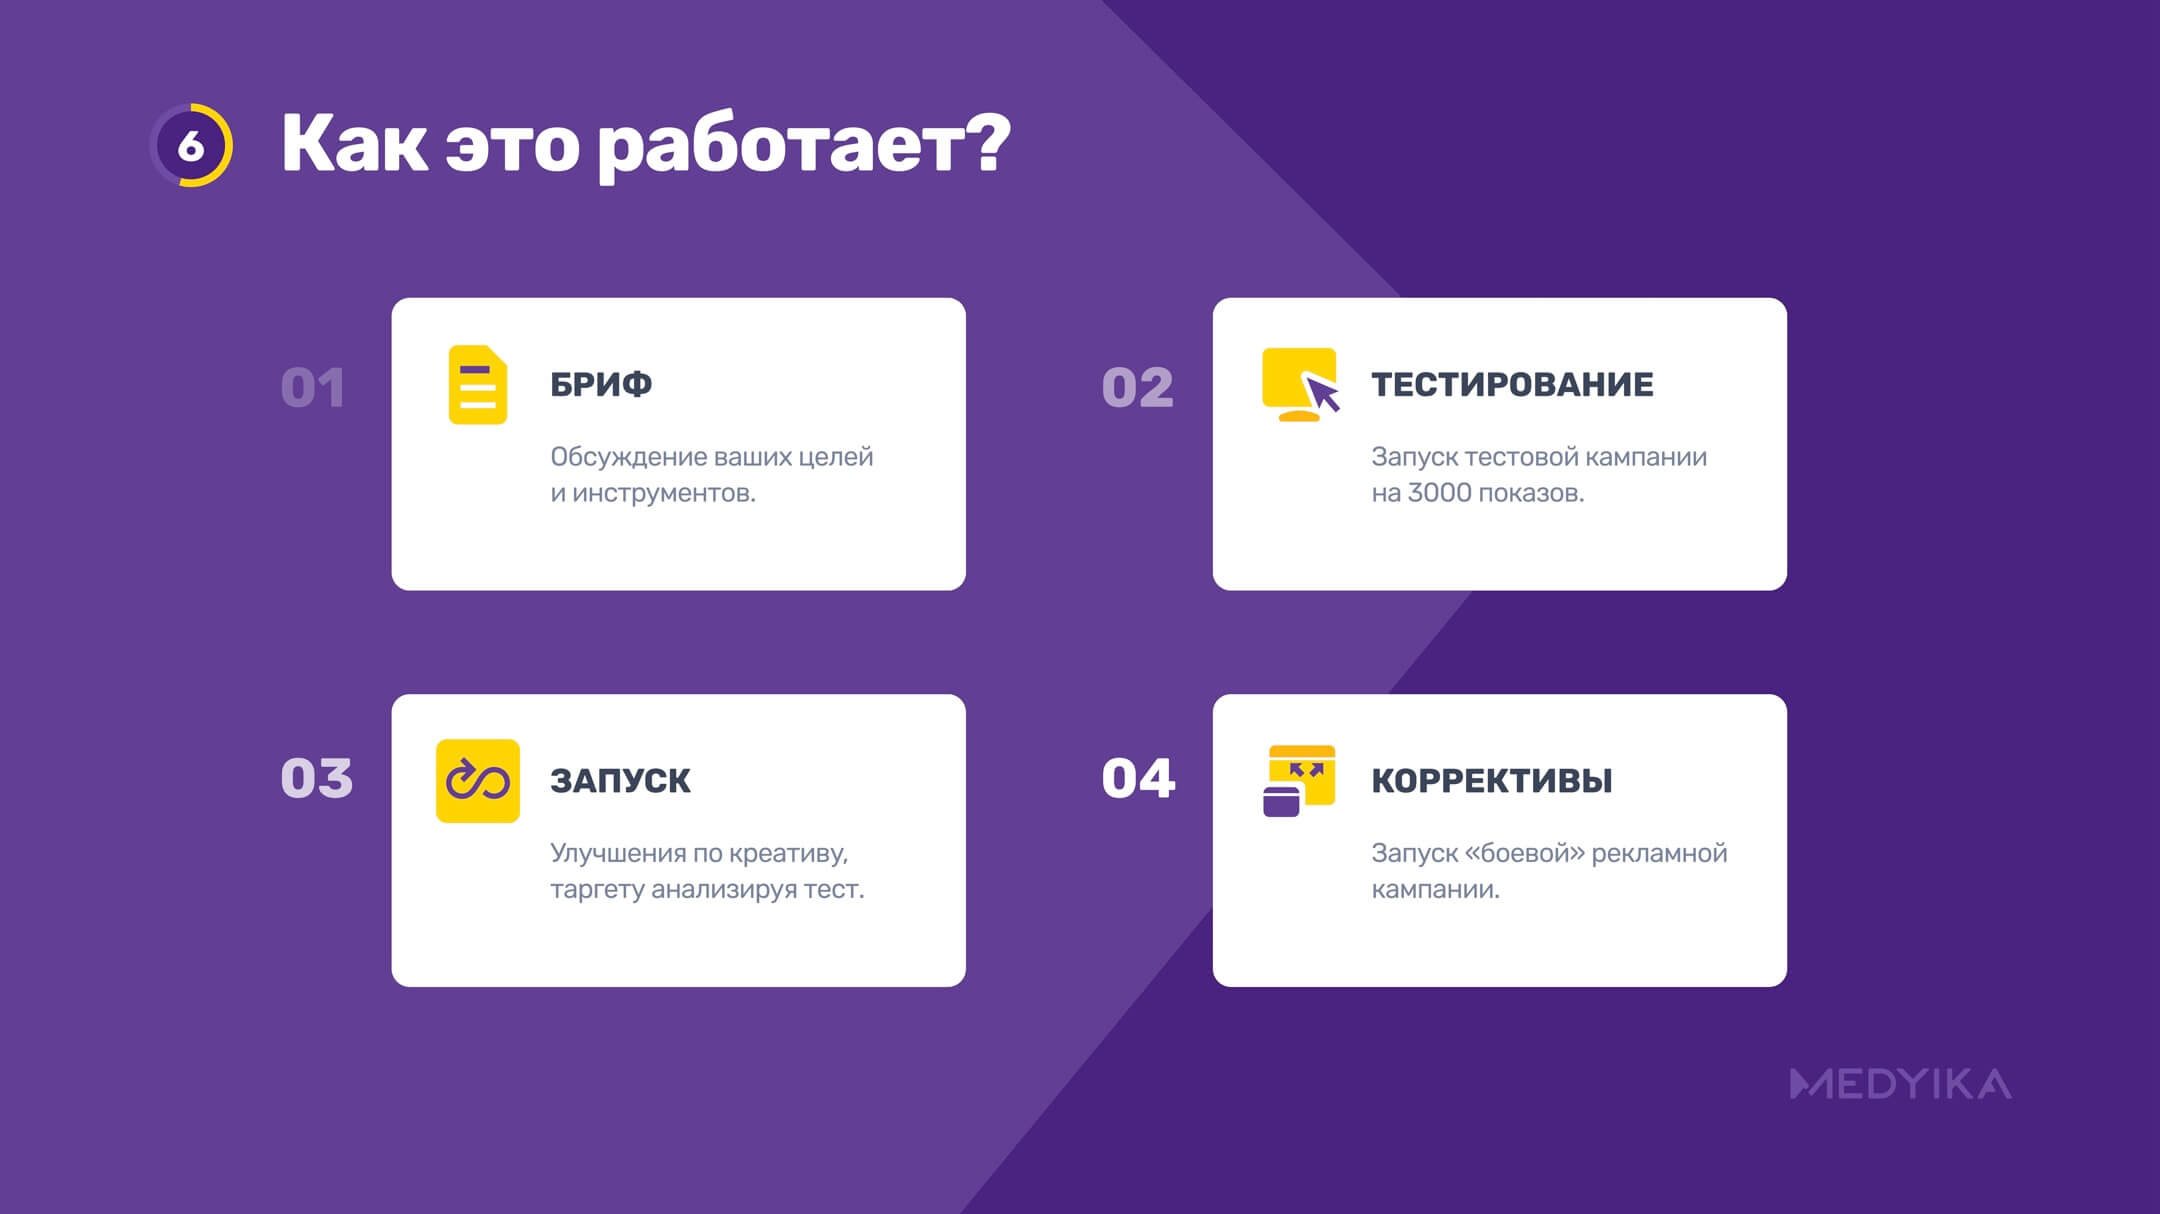 6
Как это работает?
01
БРИФ
Обсуждение ваших целей
и инструментов.
02
ТЕСТИРОВАНИЕ
Запуск тестовой кампании
на 3000 показов.
03
ЗАПУСК
Улучшения по креативу,
таргету анализируя тест.
04
КОРРЕКТИВЫ
Запуск «боевой» рекламной
кампании.
MEDYIKA